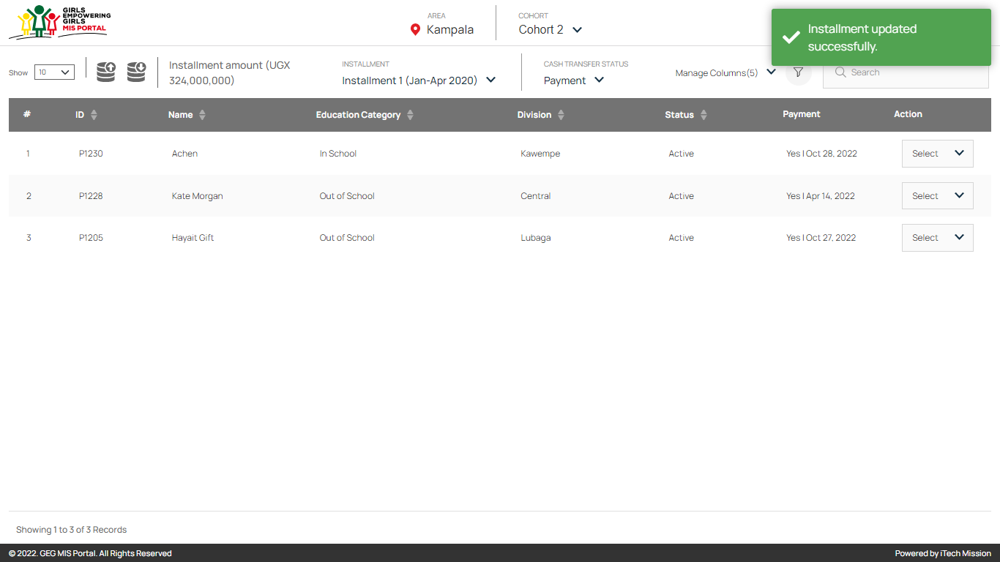 GIRLS
EMPOWERING
GIRLS
MIS PORTAL
AREA
Kampala
COHORT
Cohort 2
Installment updated
successfully.
Show
10
Installment amount (UGX
324,000,000)
INSTALLMENT
Installment 1 (Jan-Apr 2020)
CASH TRANSFER STATUS
Payment
Manage Columns(5)
Search
# ID Name Education Category Division Status Payment Action
1 P1230 Achen In School Kawempe Active Yes | Oct 28, 2022 Select
2 P1228 Kate Morgan Out of School Central Active Yes | Apr 14, 2022 Select
3 P1205 Hayait Gift Out of School Lubaga Active Yes | Oct 27, 2022 Select
Showing 1 to 3 of 3 Records
© 2022. GEG MIS Portal. All Rights Reserved
Powered by iTech Mission